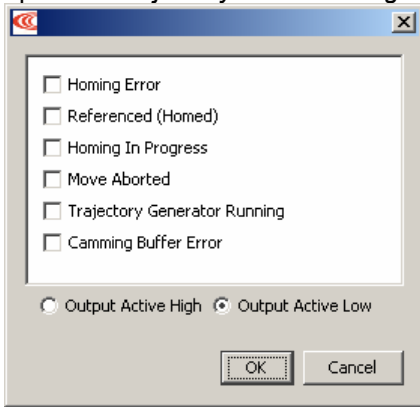 Homing Error
Referenced (Homed)
Homing In Progress
Move Aborted
Trajectory Generator Running
Camming Buffer Error
Output Active High Output Active Low
OK Cancel